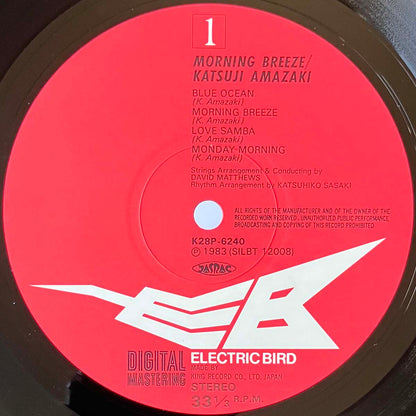 1
MORNING BREEZE/
KATSUJI AMAZAKI
BLUE OCEAN
(K. Amazaki)
MORNING BREEZE
(K. Amazaki)
LOVE SAMBA
(K. Amazaki)
MONDAY MORNING
(K. Amazaki)
Strings Arrangement & Conducting by
DAVID MATTHEWS
Rhythm Arrangement by KATSUHIKO SASAKI
ALL RIGHTS OF THE MANUFACTURER AND OF THE OWNER OF THE
RECORDED WORK RESERVED. UNAUTHORIZED PUBLIC PERFORMANCE,
BROADCASTING AND COPYING OF THIS RECORD PROHIBITED
K28P-6240
Ⓟ 1983 (SILBT 12008)
JASRAC
EB
DIGITAL
MASTERING
ELECTRIC BIRD
MADE BY
KING RECORD CO., LTD. JAPAN
STEREO
33 1/3 R.P.M.